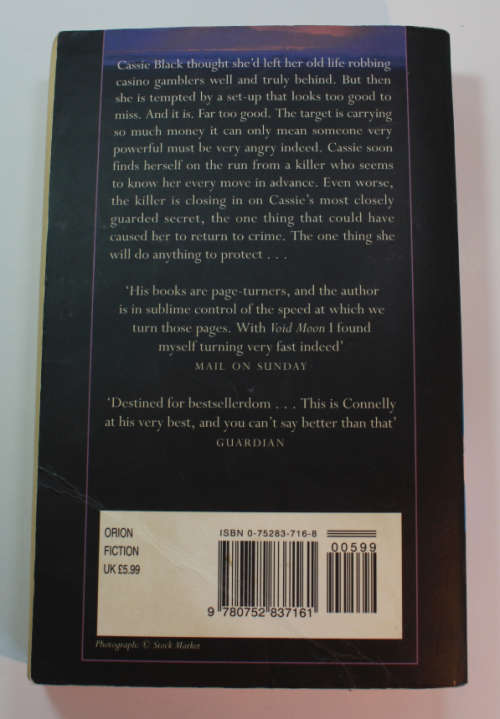 Cassie Black thought she'd left her old life robbing
casino gamblers well and truly behind. But then
she is tempted by a set-up that looks too good to
miss. And it is. Far too good. The target is carrying
so much money it can only mean someone very
powerful must be very angry indeed. Cassie soon
finds herself on the run from a killer who seems
to know her every move in advance. Even worse,
the killer is closing in on Cassie's most closely
guarded secret, the one thing that could have
caused her to return to crime. The one thing she
will do anything to protect . . .
'His books are page-turners, and the author
is in sublime control of the speed at which we
turn those pages. With Void Moon I found
myself turning very fast indeed'
MAIL ON SUNDAY
'Destined for bestsellerdom . . . This is Connelly
at his very best, and you can't say better than that'
GUARDIAN
ORION
FICTION
UK £5.99
ISBN 0-75283-716-8
00599
9 780752 837161
Photograph: © Stock Market